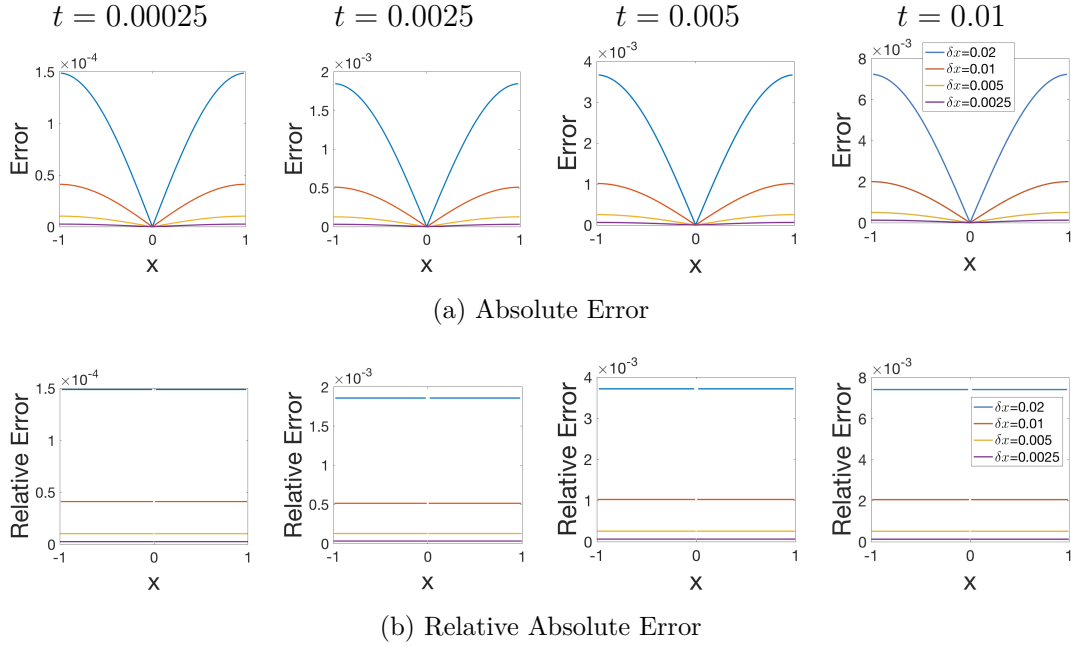 t = 0.00025
t = 0.0025
t = 0.005
t = 0.01
×10⁻⁴
1.5
1
0.5
0
Error
-1 0 1
x
×10⁻³
2
1.5
1
0.5
0
Error
-1 0 1
x
×10⁻³
4
3
2
1
0
Error
-1 0 1
x
×10⁻³
8
6
4
2
0
Error
-1 0 1
x
δx=0.02
δx=0.01
δx=0.005
δx=0.0025
(a) Absolute Error
×10⁻⁴
1.5
1
0.5
0
Relative Error
-1 0 1
x
×10⁻³
2
1.5
1
0.5
0
Relative Error
-1 0 1
x
×10⁻³
4
3
2
1
0
Relative Error
-1 0 1
x
×10⁻³
8
6
4
2
0
Relative Error
-1 0 1
x
δx=0.02
δx=0.01
δx=0.005
δx=0.0025
(b) Relative Absolute Error